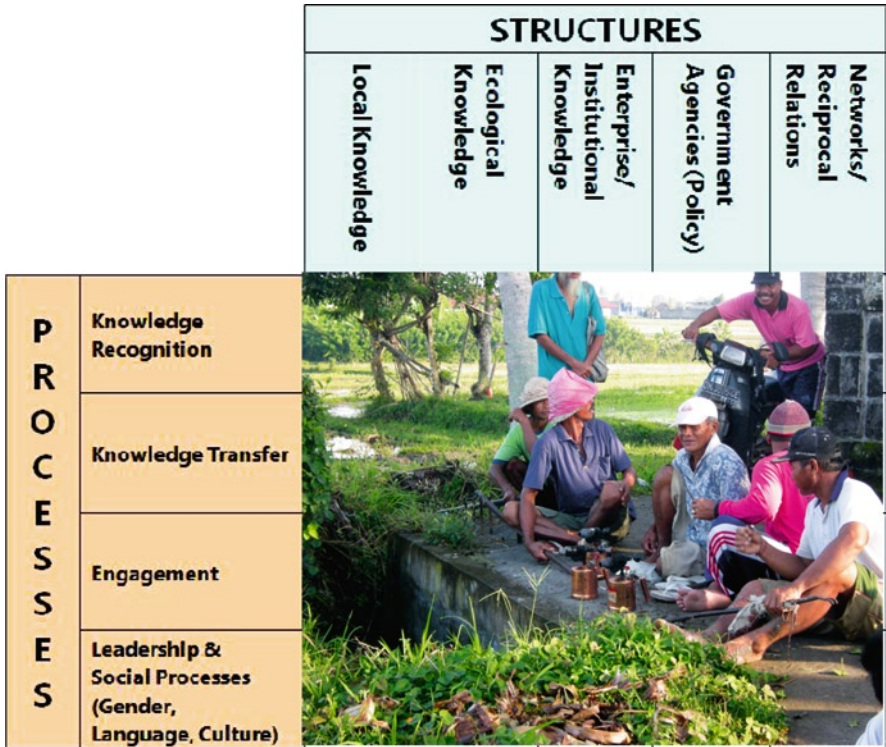 STRUCTURES
Local Knowledge
Ecological
Knowledge
Enterprise/
Institutional
Knowledge
Government
Agencies (Policy)
Networks/
Reciprocal
Relations
PROCESSES
Knowledge
Recognition
Knowledge Transfer
Engagement
Leadership &
Social Processes
(Gender,
Language, Culture)